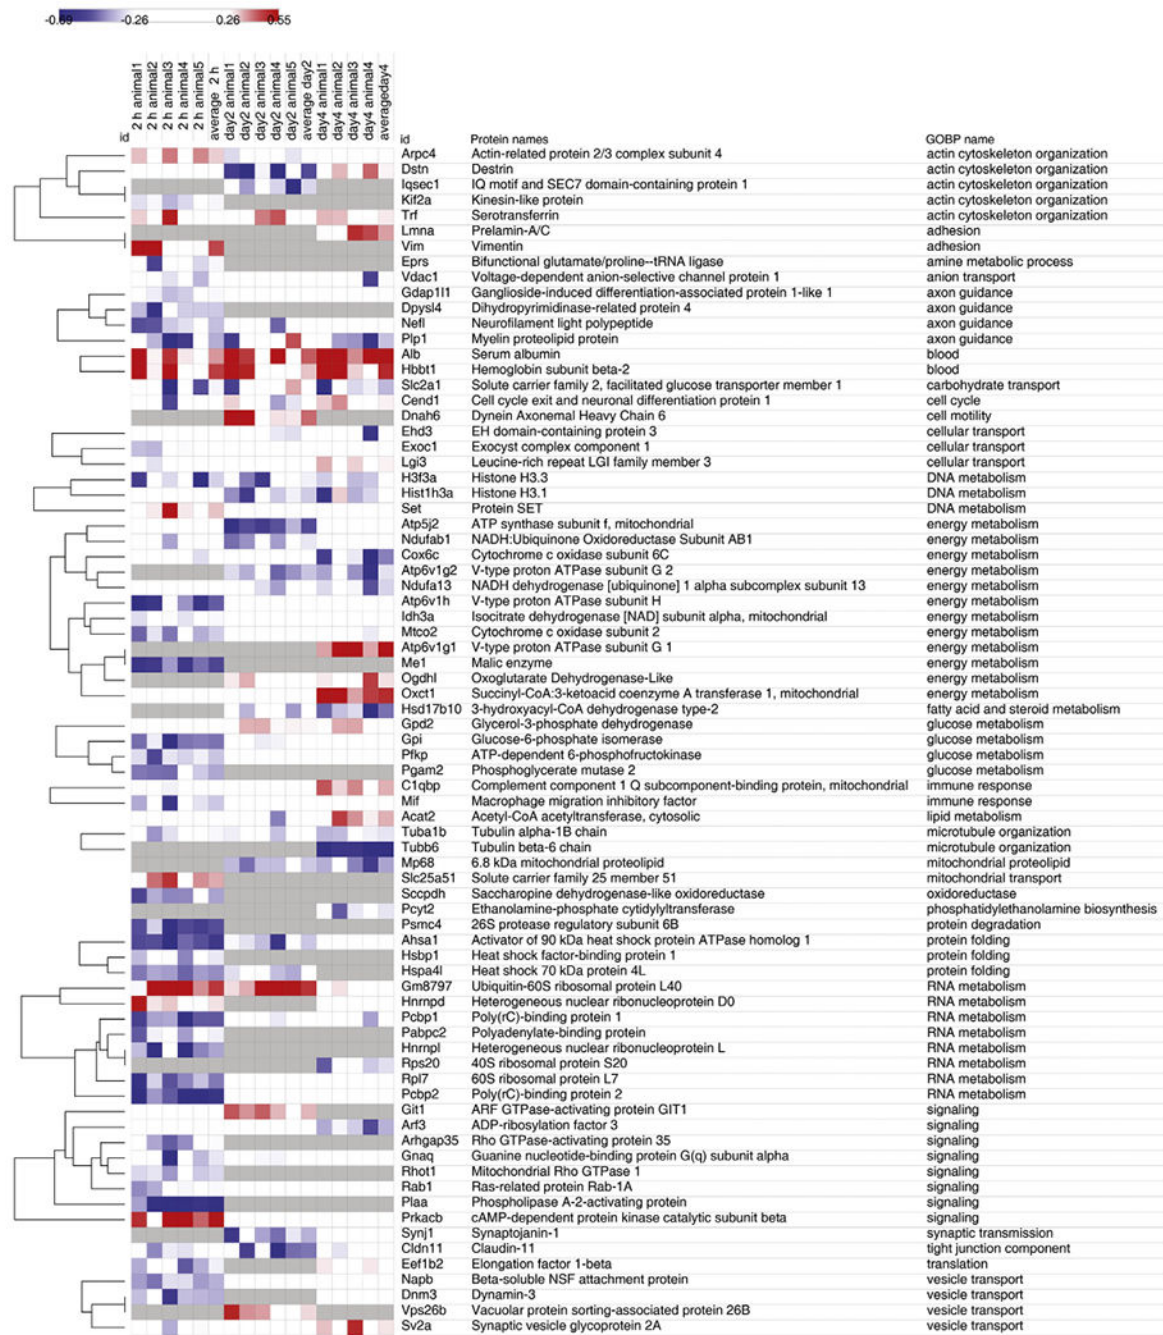 -0.69 -0.26 0.26 0.55
id 2 h animal1 2 h animal2 2 h animal3 2 h animal4 2 h animal5 average 2 h day2 animal1 day2 animal2 day2 animal3 day2 animal4 day2 animal5 average day2 day4 animal1 day4 animal2 day4 animal3 day4 animal4 averageday4
id Protein names GOBP name
Arpc4 Actin-related protein 2/3 complex subunit 4 actin cytoskeleton organization
Dstn Destrin actin cytoskeleton organization
Iqsec1 IQ motif and SEC7 domain-containing protein 1 actin cytoskeleton organization
Kif2a Kinesin-like protein actin cytoskeleton organization
Trf Serotransferrin actin cytoskeleton organization
Lmna Prelamin-A/C adhesion
Vim Vimentin adhesion
Eprs Bifunctional glutamate/proline--tRNA ligase amine metabolic process
Vdac1 Voltage-dependent anion-selective channel protein 1 anion transport
Gdap1l1 Ganglioside-induced differentiation-associated protein 1-like 1 axon guidance
Dpysl4 Dihydropyrimidinase-related protein 4 axon guidance
Nefl Neurofilament light polypeptide axon guidance
Plp1 Myelin proteolipid protein axon guidance
Alb Serum albumin blood
Hbbt1 Hemoglobin subunit beta-2 blood
Slc2a1 Solute carrier family 2, facilitated glucose transporter member 1 carbohydrate transport
Cend1 Cell cycle exit and neuronal differentiation protein 1 cell cycle
Dnah6 Dynein Axonemal Heavy Chain 6 cell motility
Ehd3 EH domain-containing protein 3 cellular transport
Exoc1 Exocyst complex component 1 cellular transport
Lgi3 Leucine-rich repeat LGI family member 3 cellular transport
H3f3a Histone H3.3 DNA metabolism
Hist1h3a Histone H3.1 DNA metabolism
Set Protein SET DNA metabolism
Atp5j2 ATP synthase subunit f, mitochondrial energy metabolism
Ndufab1 NADH:Ubiquinone Oxidoreductase Subunit AB1 energy metabolism
Cox6c Cytochrome c oxidase subunit 6C energy metabolism
Atp6v1g2 V-type proton ATPase subunit G 2 energy metabolism
Ndufa13 NADH dehydrogenase [ubiquinone] 1 alpha subcomplex subunit 13 energy metabolism
Atp6v1h V-type proton ATPase subunit H energy metabolism
Idh3a Isocitrate dehydrogenase [NAD] subunit alpha, mitochondrial energy metabolism
Mtco2 Cytochrome c oxidase subunit 2 energy metabolism
Atp6v1g1 V-type proton ATPase subunit G 1 energy metabolism
Me1 Malic enzyme energy metabolism
Ogdhl Oxoglutarate Dehydrogenase-Like energy metabolism
Oxct1 Succinyl-CoA:3-ketoacid coenzyme A transferase 1, mitochondrial energy metabolism
Hsd17b10 3-hydroxyacyl-CoA dehydrogenase type-2 fatty acid and steroid metabolism
Gpd2 Glycerol-3-phosphate dehydrogenase glucose metabolism
Gpi Glucose-6-phosphate isomerase glucose metabolism
Pfkp ATP-dependent 6-phosphofructokinase glucose metabolism
Pgam2 Phosphoglycerate mutase 2 glucose metabolism
C1qbp Complement component 1 Q subcomponent-binding protein, mitochondrial immune response
Mif Macrophage migration inhibitory factor immune response
Acat2 Acetyl-CoA acetyltransferase, cytosolic lipid metabolism
Tuba1b Tubulin alpha-1B chain microtubule organization
Tubb6 Tubulin beta-6 chain microtubule organization
Mp68 6.8 kDa mitochondrial proteolipid mitochondrial proteolipid
Slc25a51 Solute carrier family 25 member 51 mitochondrial transport
Sccpdh Saccharopine dehydrogenase-like oxidoreductase oxidoreductase
Pcyt2 Ethanolamine-phosphate cytidylyltransferase phosphatidylethanolamine biosynthesis
Psmc4 26S protease regulatory subunit 6B protein degradation
Ahsa1 Activator of 90 kDa heat shock protein ATPase homolog 1 protein folding
Hsbp1 Heat shock factor-binding protein 1 protein folding
Hspa4l Heat shock 70 kDa protein 4L protein folding
Gm8797 Ubiquitin-60S ribosomal protein L40 RNA metabolism
Hnrnpd Heterogeneous nuclear ribonucleoprotein D0 RNA metabolism
Pcbp1 Poly(rC)-binding protein 1 RNA metabolism
Pabpc2 Polyadenylate-binding protein RNA metabolism
Hnrnpl Heterogeneous nuclear ribonucleoprotein L RNA metabolism
Rps20 40S ribosomal protein S20 RNA metabolism
Rpl7 60S ribosomal protein L7 RNA metabolism
Pcbp2 Poly(rC)-binding protein 2 RNA metabolism
Git1 ARF GTPase-activating protein GIT1 signaling
Arf3 ADP-ribosylation factor 3 signaling
Arhgap35 Rho GTPase-activating protein 35 signaling
Gnaq Guanine nucleotide-binding protein G(q) subunit alpha signaling
Rhot1 Mitochondrial Rho GTPase 1 signaling
Rab1 Ras-related protein Rab-1A signaling
Plaa Phospholipase A-2-activating protein signaling
Prkacb cAMP-dependent protein kinase catalytic subunit beta signaling
Synj1 Synaptojanin-1 synaptic transmission
Cldn11 Claudin-11 tight junction component
Eef1b2 Elongation factor 1-beta translation
Napb Beta-soluble NSF attachment protein vesicle transport
Dnm3 Dynamin-3 vesicle transport
Vps26b Vacuolar protein sorting-associated protein 26B vesicle transport
Sv2a Synaptic vesicle glycoprotein 2A vesicle transport